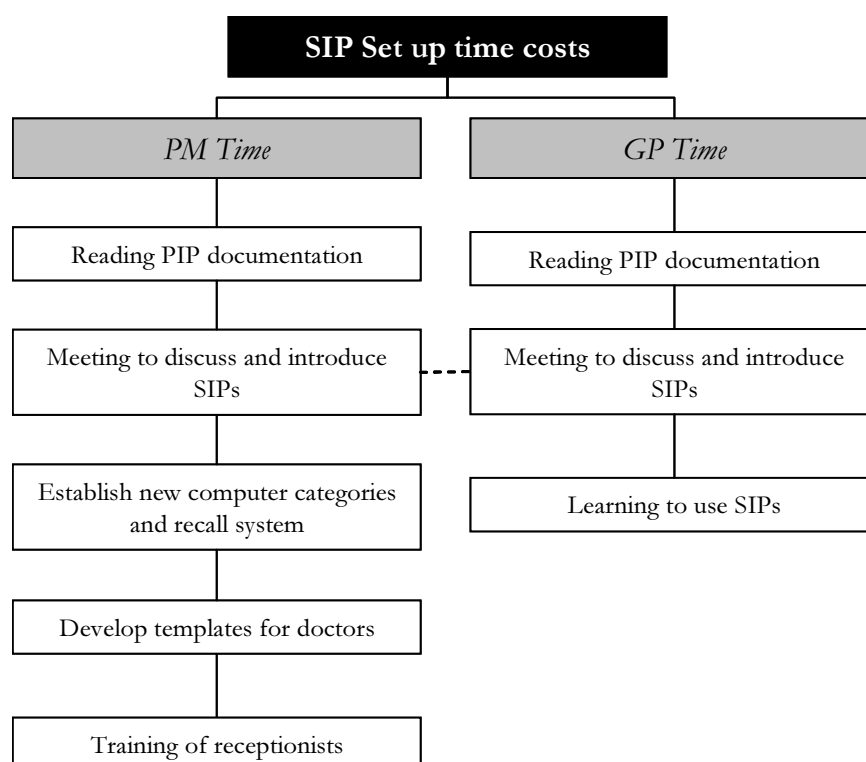 SIP Set up time costs
PM Time
GP Time
Reading PIP documentation
Reading PIP documentation
Meeting to discuss and introduce
SIPs
Meeting to discuss and introduce
SIPs
Establish new computer categories
and recall system
Learning to use SIPs
Develop templates for doctors
Training of receptionists